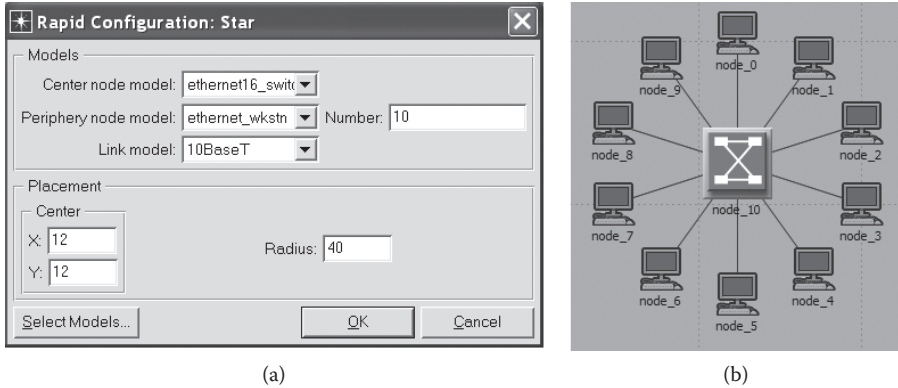 Rapid Configuration: Star
Models
Center node model: ethernet16_switc
Periphery node model: ethernet_wkstn Number: 10
Link model: 10BaseT
Placement
Center
X: 12
Radius: 40
Y: 12
Select Models...
OK
Cancel
(a)
node_0
node_9
node_1
node_8
node_2
node_10
node_7
node_3
node_6
node_4
node_5
(b)